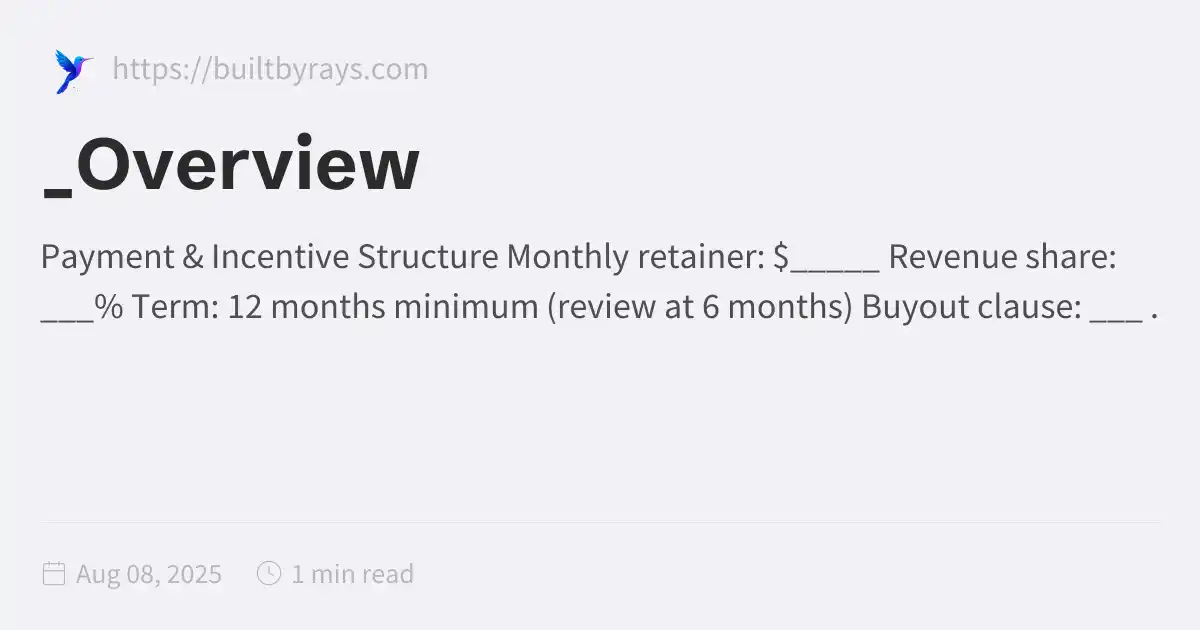 https://builtbyrays.com
_Overview
Payment & Incentive Structure Monthly retainer: $_____ Revenue share:
___% Term: 12 months minimum (review at 6 months) Buyout clause: ___ .
Aug 08, 2025 1 min read